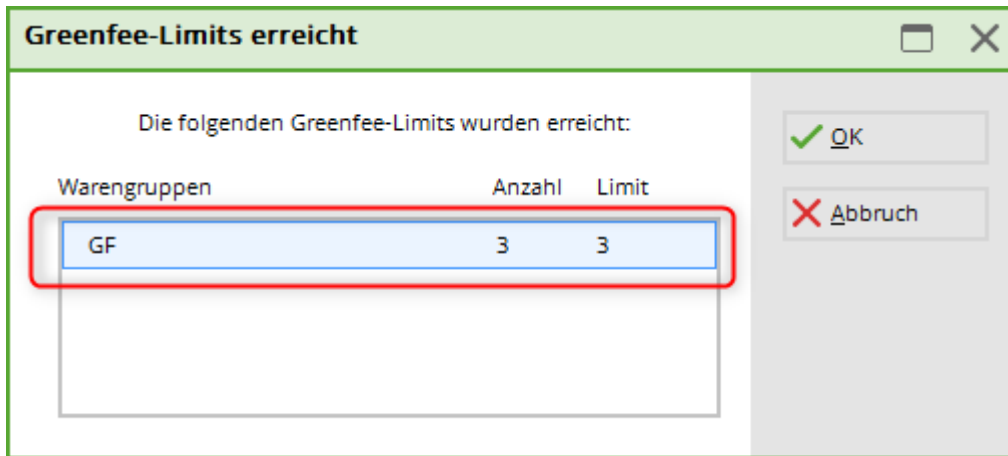 Greenfee-Limits erreicht
Die folgenden Greenfee-Limits wurden erreicht:
OK
Warengruppen Anzahl Limit
Abbruch
GF 3 3